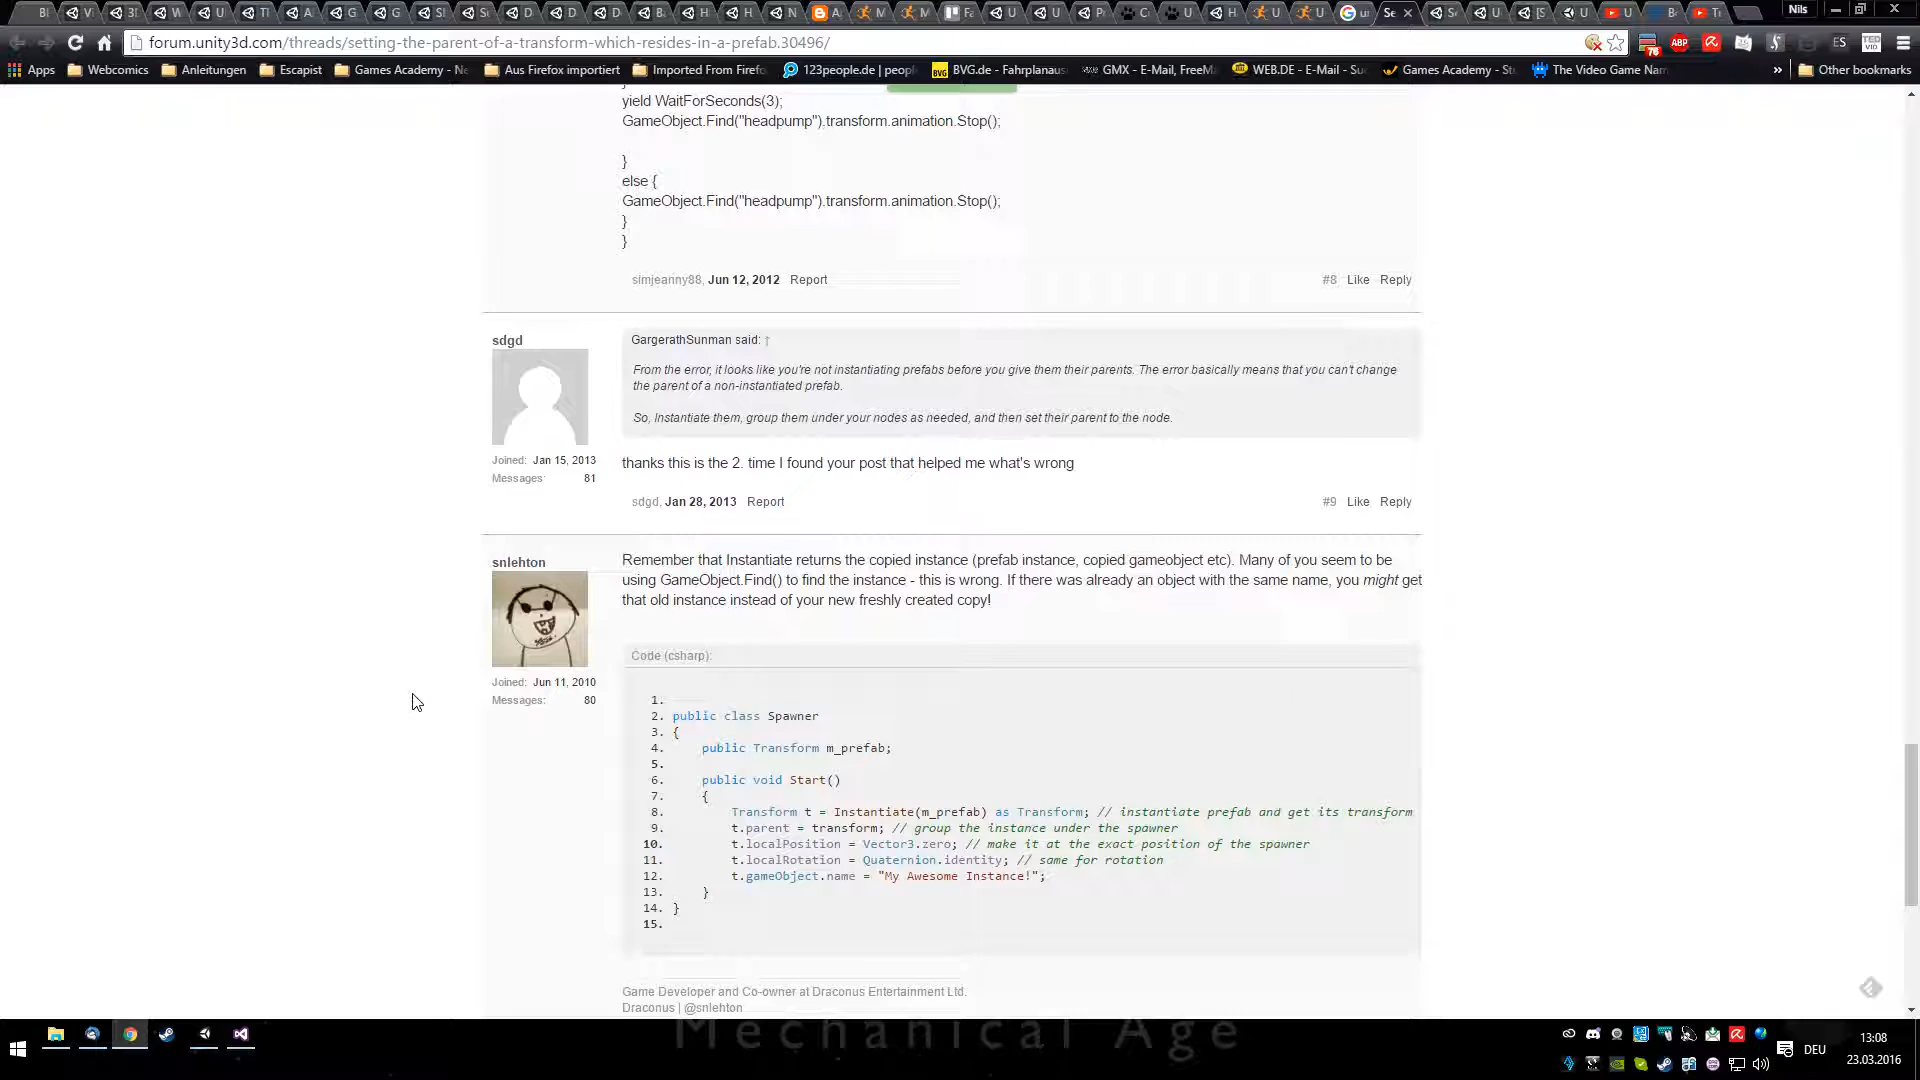 Nils
forum.unity3d.com/threads/setting-the-parent-of-a-transform-which-resides-in-a-prefab.30496/
76 ABP ES TED VID
Apps Webcomics Anleitungen Escapist Games Academy - Ne Aus Firefox importiert Imported From Firefo 123people.de | peopl BVG BVG.de - Fahrplanaus GMX - E-Mail, FreeM WEB.DE - E-Mail - Suc Games Academy - St The Video Game Nam » Other bookmarks
yield WaitForSeconds(3);
GameObject.Find("headpump").transform.animation.Stop();
}
else {
GameObject.Find("headpump").transform.animation.Stop();
}
}
simjeanny88, Jun 12, 2012 Report #8 Like Reply
sdgd
GargerathSunman said: ↑
From the error, it looks like you're not instantiating prefabs before you give them their parents. The error basically means that you can't change
the parent of a non-instantiated prefab.
So, Instantiate them, group them under your nodes as needed, and then set their parent to the node.
Joined: Jan 15, 2013
Messages: 81
thanks this is the 2. time I found your post that helped me what's wrong
sdgd, Jan 28, 2013 Report #9 Like Reply
snlehton
Remember that Instantiate returns the copied instance (prefab instance, copied gameobject etc). Many of you seem to be
using GameObject.Find() to find the instance - this is wrong. If there was already an object with the same name, you might get
that old instance instead of your new freshly created copy!
Joined: Jun 11, 2010
Messages: 80
Code (csharp):
1.
2. public class Spawner
3. {
4. public Transform m_prefab;
5.
6. public void Start()
7. {
8. Transform t = Instantiate(m_prefab) as Transform; // instantiate prefab and get its transform
9. t.parent = transform; // group the instance under the spawner
10. t.localPosition = Vector3.zero; // make it at the exact position of the spawner
11. t.localRotation = Quaternion.identity; // same for rotation
12. t.gameObject.name = "My Awesome Instance!";
13. }
14. }
15.
Game Developer and Co-owner at Draconus Entertainment Ltd.
Draconus | @snlehton
Mechanical Age
DEU
13:08
23.03.2016